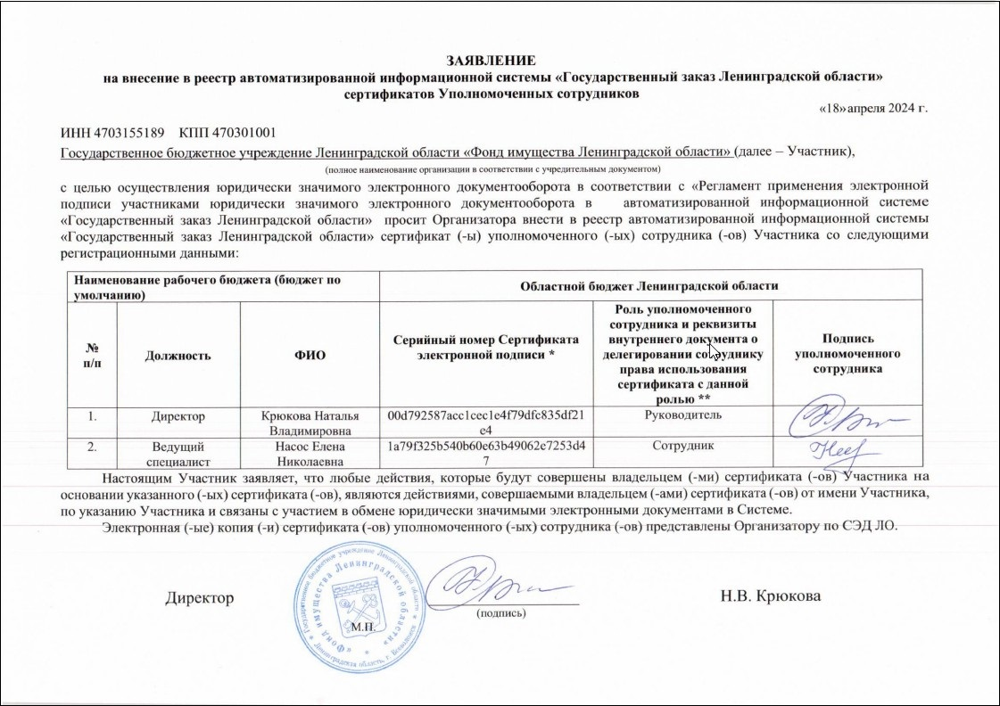 ЗАЯВЛЕНИЕ
на внесение в реестр автоматизированной информационной системы «Государственный заказ Ленинградской области»
сертификатов Уполномоченных сотрудников
«18»апреля 2024 г.
ИНН 4703155189 КПП 470301001
Государственное бюджетное учреждение Ленинградской области «Фонд имущества Ленинградской области» (далее – Участник),
(полное наименование организации в соответствии с учредительным документом)
с целью осуществления юридически значимого электронного документооборота в соответствии с «Регламент применения электронной
подписи участниками юридически значимого электронного документооборота в автоматизированной информационной системе
«Государственный заказ Ленинградской области» просит Организатора внести в реестр автоматизированной информационной системы
«Государственный заказ Ленинградской области» сертификат (-ы) уполномоченного (-ых) сотрудника (-ов) Участника со следующими
регистрационными данными:
Наименование рабочего бюджета (бюджет по
умолчанию)
Областной бюджет Ленинградской области
№
п/п
Должность
ФИО
Серийный номер Сертификата
электронной подписи *
Роль уполномоченного
сотрудника и реквизиты
внутреннего документа о
делегировании сотруднику
права использования
сертификата с данной
ролью **
Подпись
уполномоченного
сотрудника
1.
Директор
Крюкова Наталья
Владимировна
00d792587acc1cec1e4f79dfc835df21
e4
Руководитель
2.
Ведущий
специалист
Насос Елена
Николаевна
1a79f325b540b60e63b49062e7253d4
7
Сотрудник
Настоящим Участник заявляет, что любые действия, которые будут совершены владельцем (-ми) сертификата (-ов) Участника на
основании указанного (-ых) сертификата (-ов), являются действиями, совершаемыми владельцем (-ами) сертификата (-ов) от имени Участника,
по указанию Участника и связаны с участием в обмене юридически значимыми электронными документами в Системе.
Электронная (-ые) копия (-и) сертификата (-ов) уполномоченного (-ых) сотрудника (-ов) представлены Организатору по СЭД ЛО.
Государственное бюджетное учреждение Ленинградской области
Ленинградская область, г. Всеволожск
«Фонд имущества Ленинградской области»
Директор
М.П.
(подпись)
Н.В. Крюкова